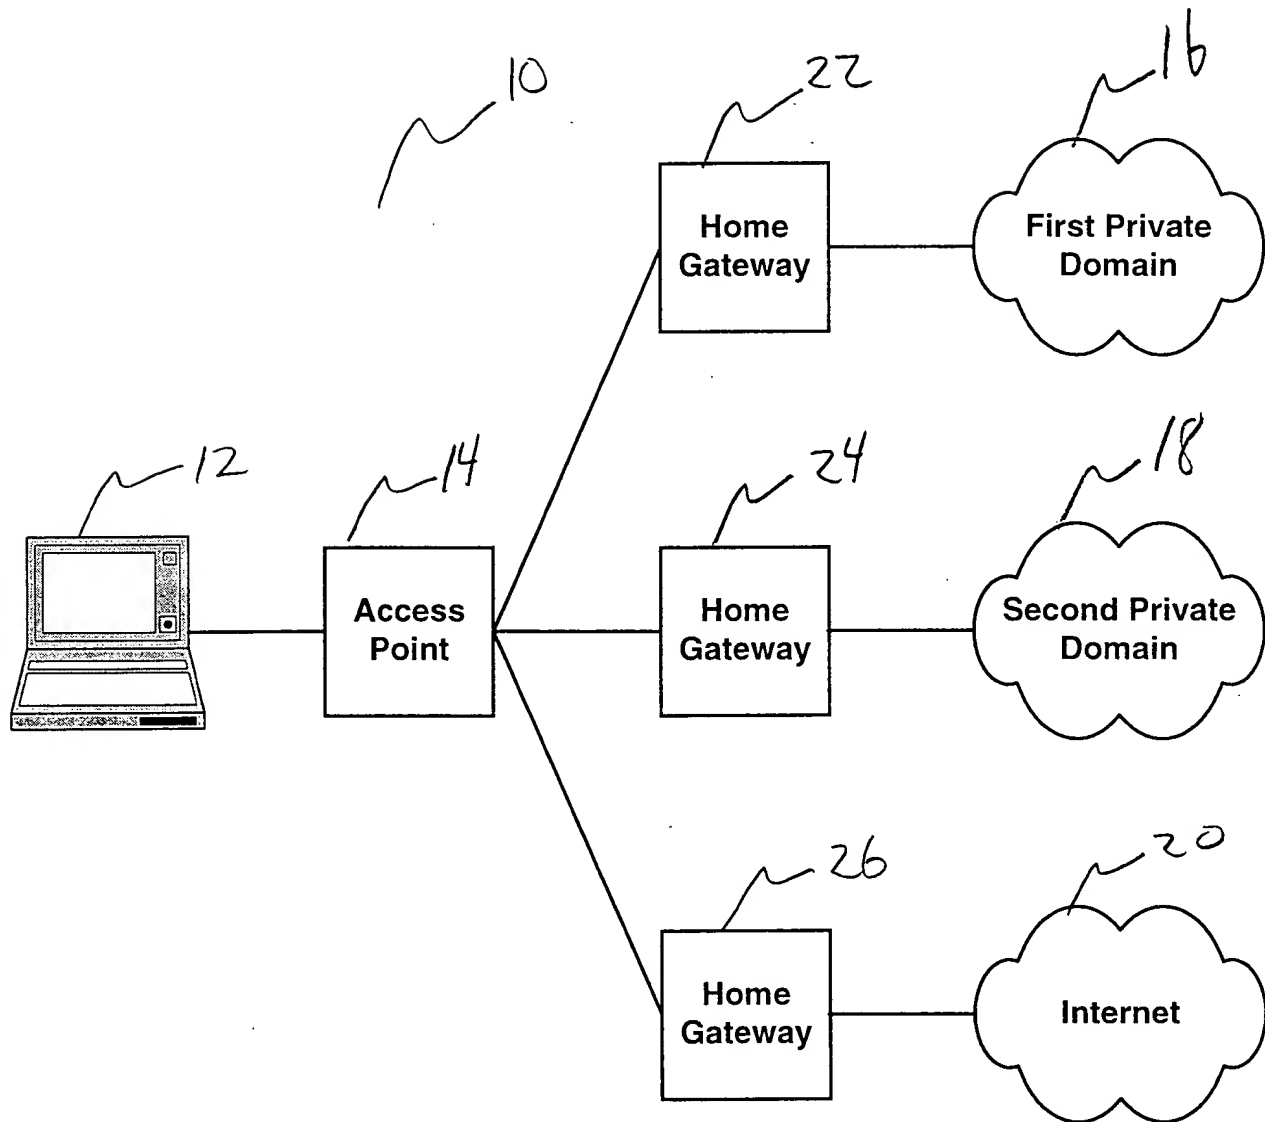 10
22
16
Home
Gateway
First Private
Domain
12
14
24
18
Access
Point
Home
Gateway
Second Private
Domain
26
20
Home
Gateway
Internet